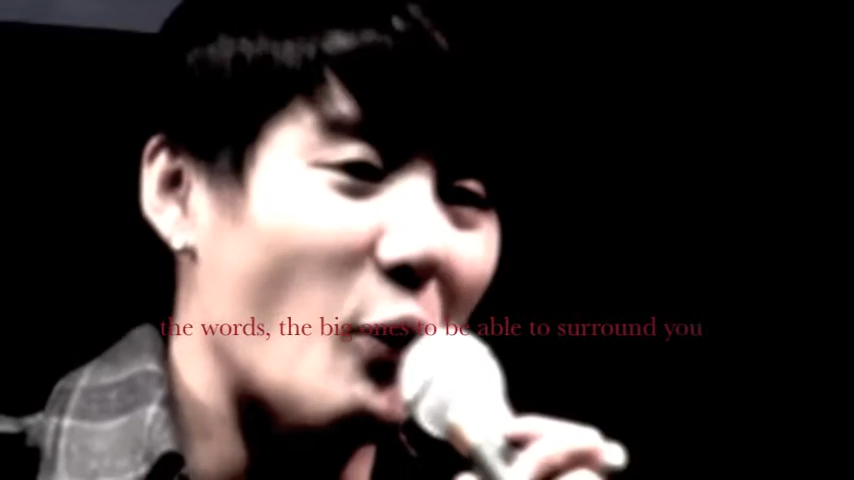 the words, the big ones to be able to surround you